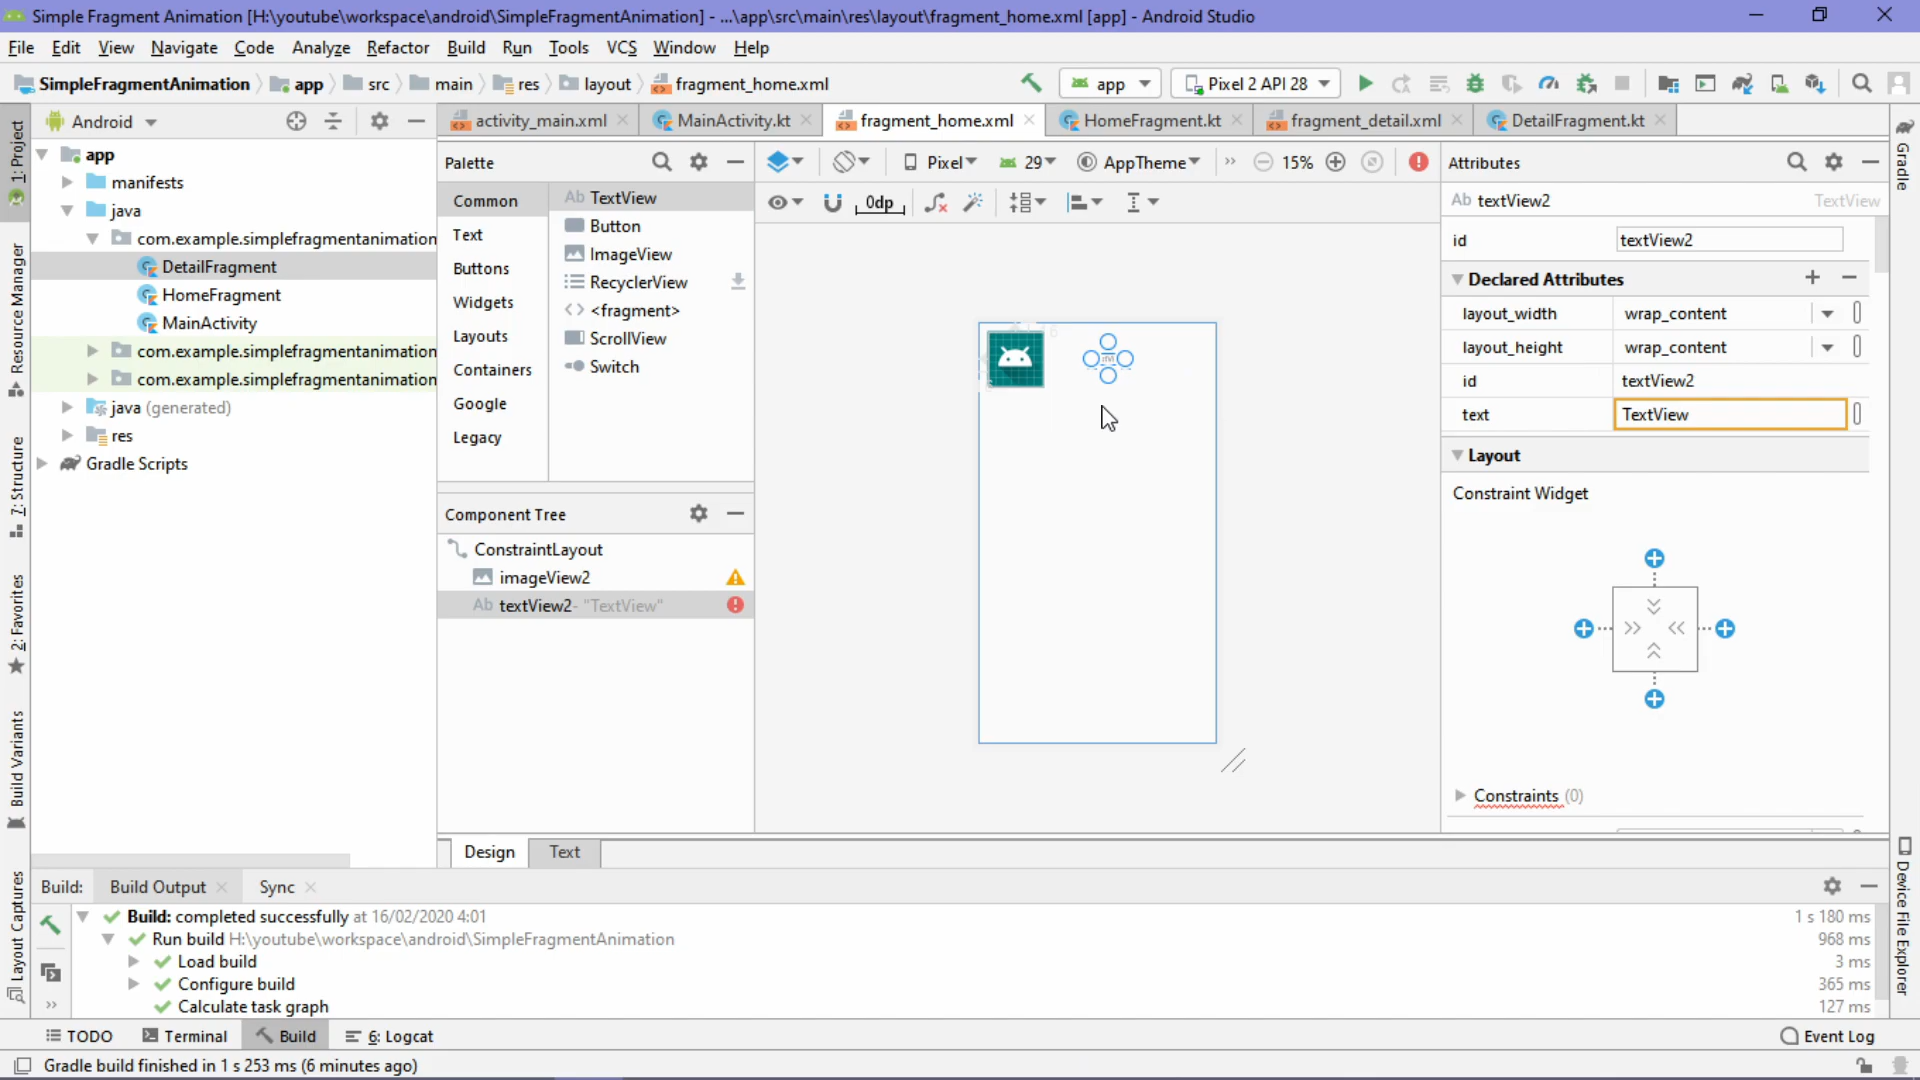 Simple Fragment Animation [H:\youtube\workspace\android\SimpleFragmentAnimation] - ...\app\src\main\res\layout\fragment_home.xml [app] - Android Studio
File Edit View Navigate Code Analyze Refactor Build Run Tools VCS Window Help
SimpleFragmentAnimation app src main res layout fragment_home.xml app Pixel 2 API 28
Android
activity_main.xml MainActivity.kt fragment_home.xml HomeFragment.kt fragment_detail.xml DetailFragment.kt
1: Project
Resource Manager
7: Structure
2: Favorites
Build Variants
Layout Captures
app
manifests
java
com.example.simplefragmentanimation
DetailFragment
HomeFragment
MainActivity
com.example.simplefragmentanimation
com.example.simplefragmentanimation
java (generated)
res
Gradle Scripts
Palette
Common
Text
Buttons
Widgets
Layouts
Containers
Google
Legacy
Ab TextView
Button
ImageView
RecyclerView
<fragment>
ScrollView
Switch
Component Tree
ConstraintLayout
imageView2
Ab textView2- "TextView"
Pixel 29 AppTheme 15%
0dp
Design Text
Attributes
Ab textView2 TextView
id textView2
Declared Attributes
layout_width wrap_content
layout_height wrap_content
id textView2
text TextView
Layout
Constraint Widget
Constraints (0)
Gradle
Device File Explorer
Build: Build Output Sync
Build: completed successfully at 16/02/2020 4:01 1 s 180 ms
Run build H:\youtube\workspace\android\SimpleFragmentAnimation 968 ms
Load build 3 ms
Configure build 365 ms
Calculate task graph 127 ms
TODO Terminal Build 6: Logcat Event Log
Gradle build finished in 1 s 253 ms (6 minutes ago)